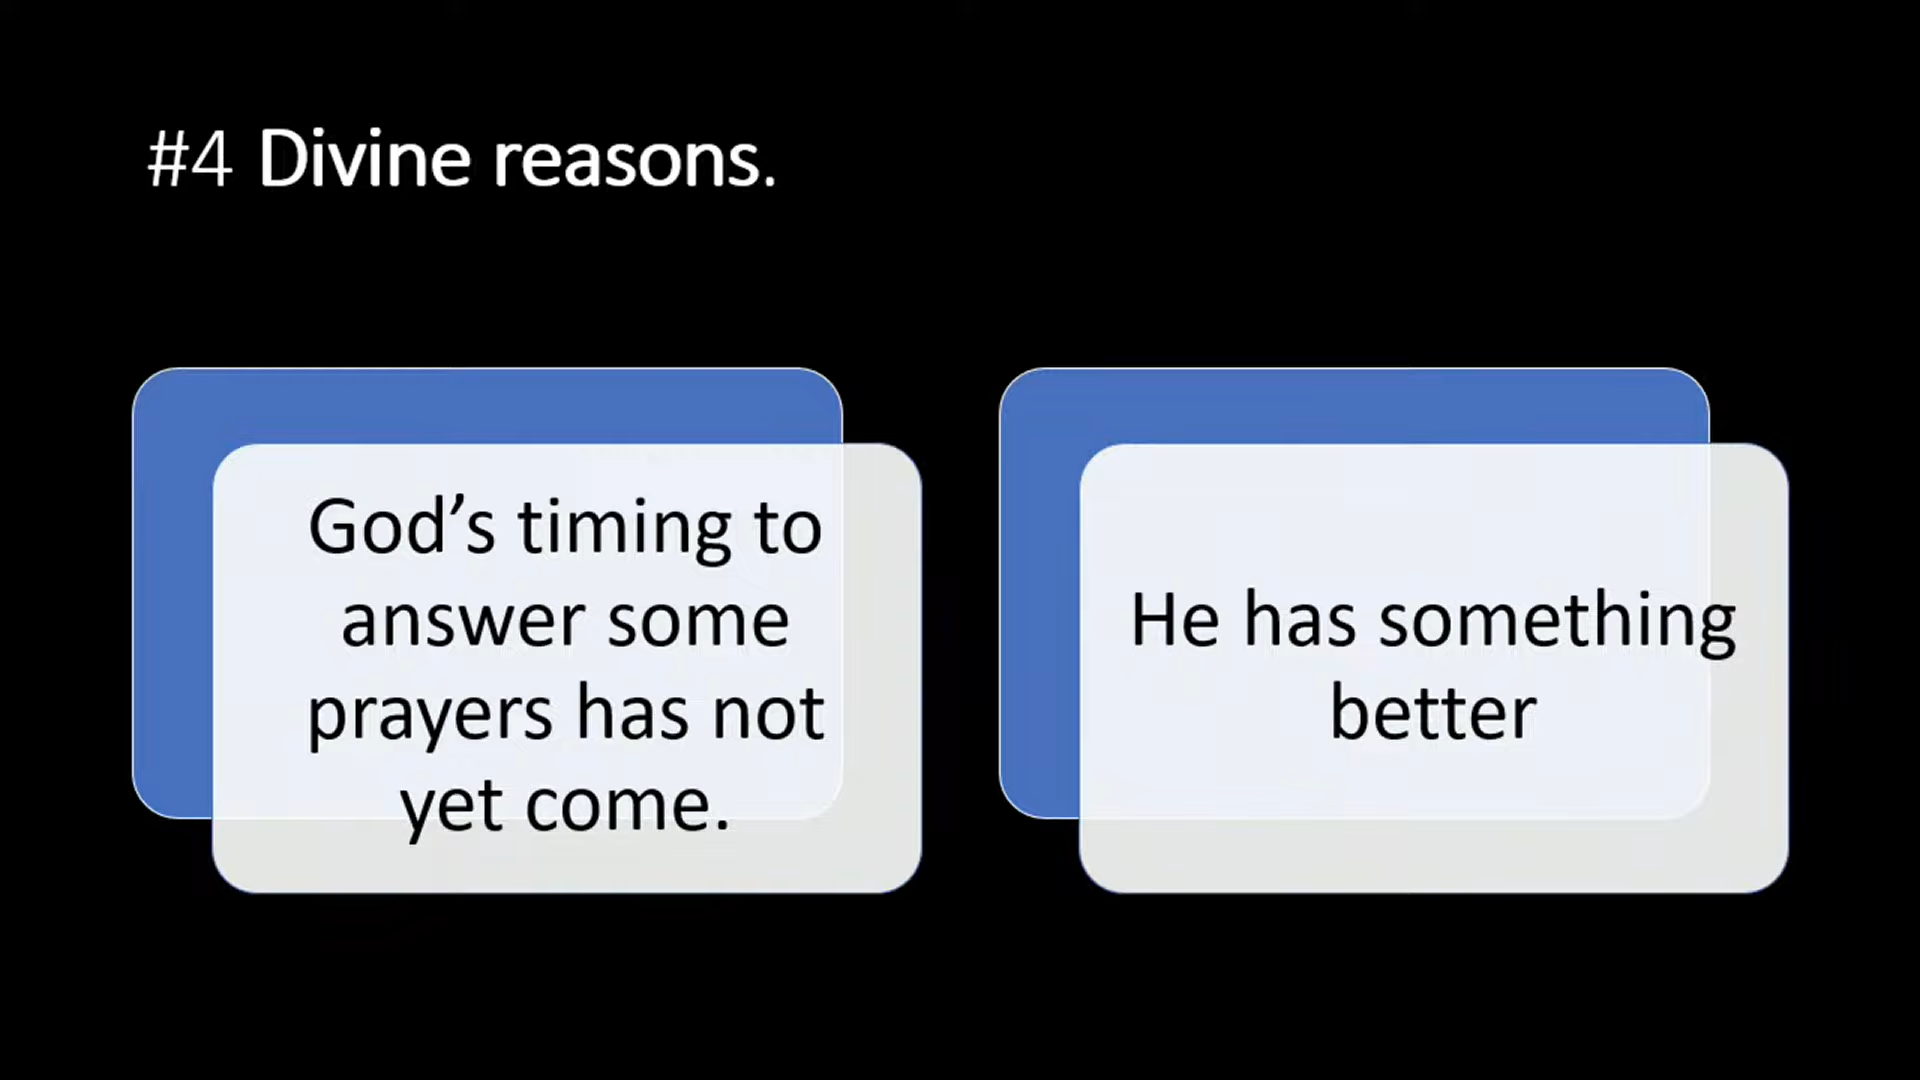 #4 Divine reasons.
God’s timing to
answer some
prayers has not
yet come.
He has something
better